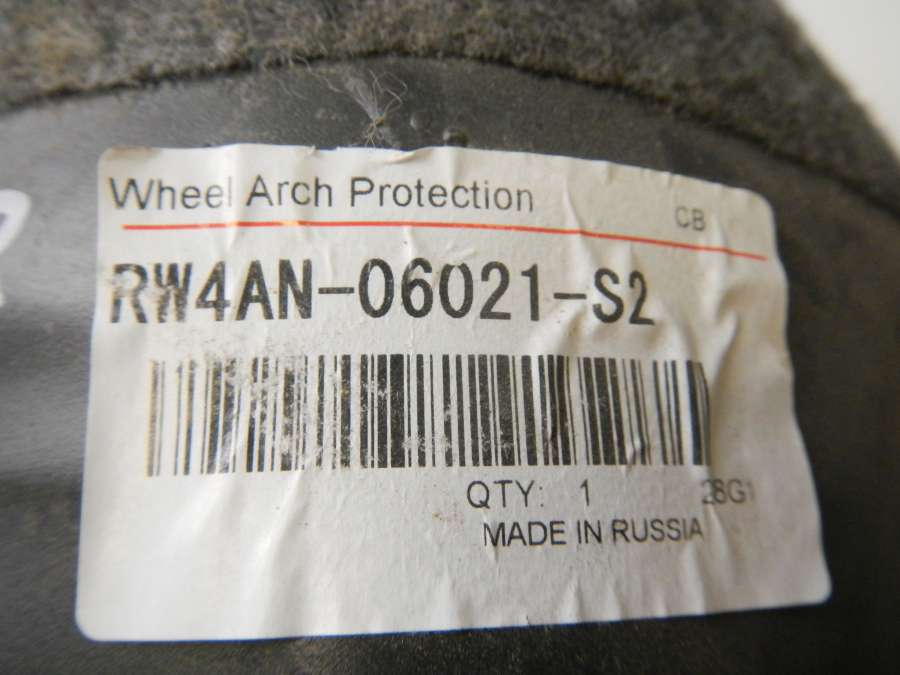 Wheel Arch Protection
CB
RW4AN-06021-S2
QTY: 1 28G1
MADE IN RUSSIA